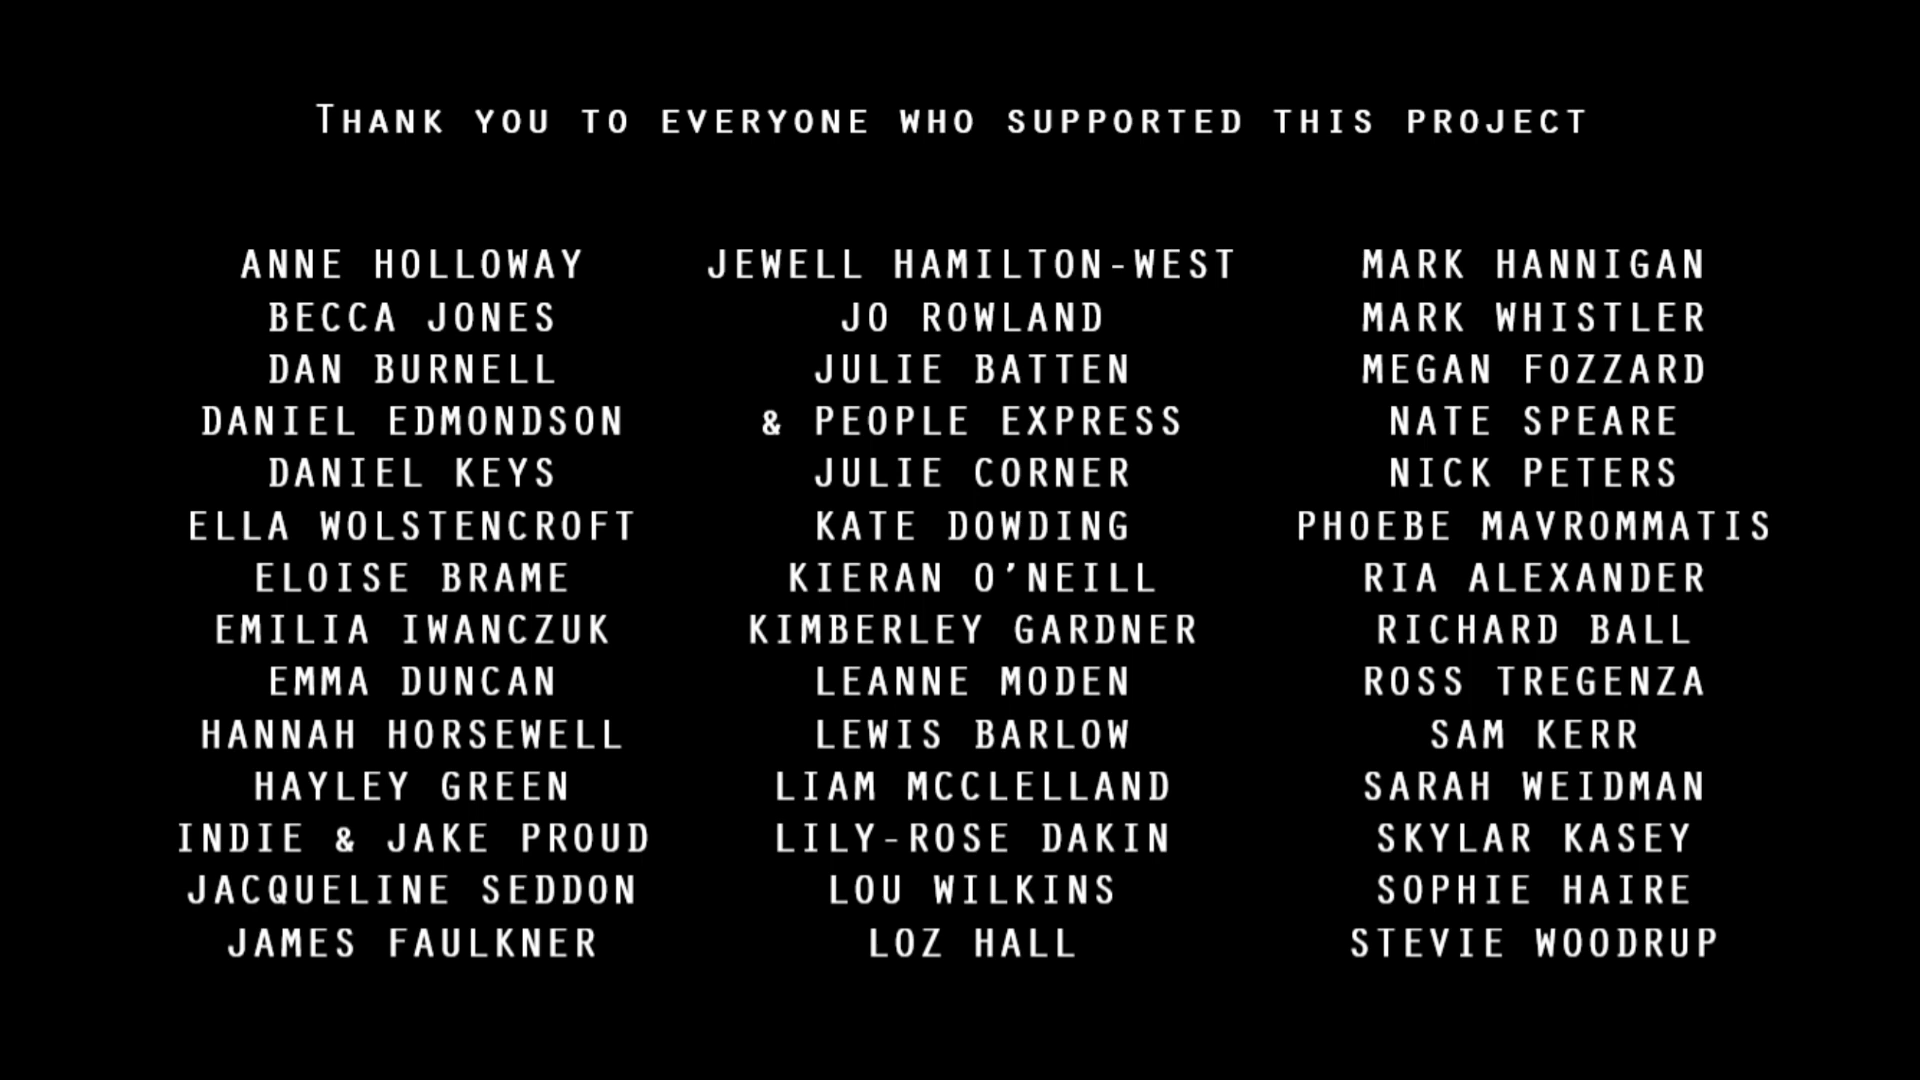 THANK YOU TO EVERYONE WHO SUPPORTED THIS PROJECT
ANNE HOLLOWAY
BECCA JONES
DAN BURNELL
DANIEL EDMONDSON
DANIEL KEYS
ELLA WOLSTENCROFT
ELOISE BRAME
EMILIA IWANCZUK
EMMA DUNCAN
HANNAH HORSEWELL
HAYLEY GREEN
INDIE & JAKE PROUD
JACQUELINE SEDDON
JAMES FAULKNER
JEWELL HAMILTON-WEST
JO ROWLAND
JULIE BATTEN
& PEOPLE EXPRESS
JULIE CORNER
KATE DOWDING
KIERAN O'NEILL
KIMBERLEY GARDNER
LEANNE MODEN
LEWIS BARLOW
LIAM MCCLELLAND
LILY-ROSE DAKIN
LOU WILKINS
LOZ HALL
MARK HANNIGAN
MARK WHISTLER
MEGAN FOZZARD
NATE SPEARE
NICK PETERS
PHOEBE MAVROMMATIS
RIA ALEXANDER
RICHARD BALL
ROSS TREGENZA
SAM KERR
SARAH WEIDMAN
SKYLAR KASEY
SOPHIE HAIRE
STEVIE WOODRUP